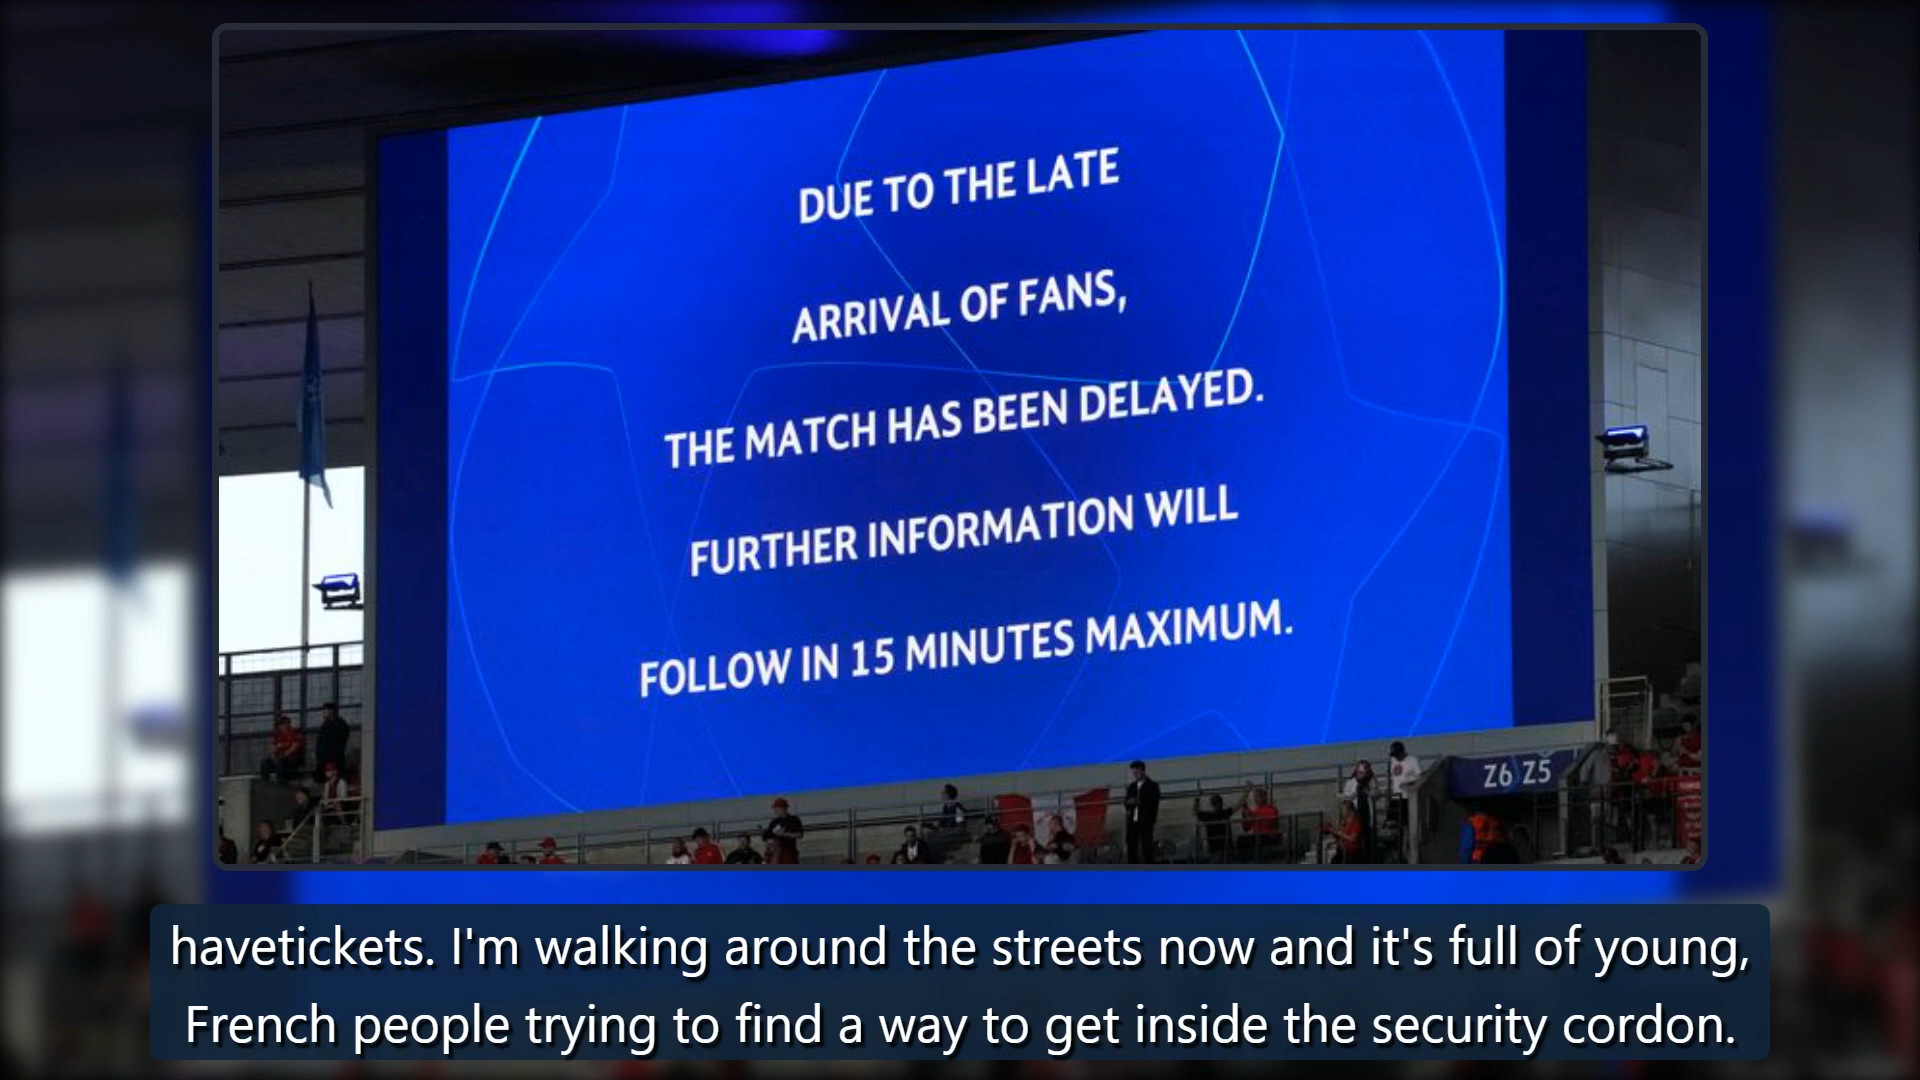 DUE TO THE LATE
ARRIVAL OF FANS,
THE MATCH HAS BEEN DELAYED.
FURTHER INFORMATION WILL
FOLLOW IN 15 MINUTES MAXIMUM.
Z6 Z5
havetickets. I'm walking around the streets now and it's full of young,
French people trying to find a way to get inside the security cordon.